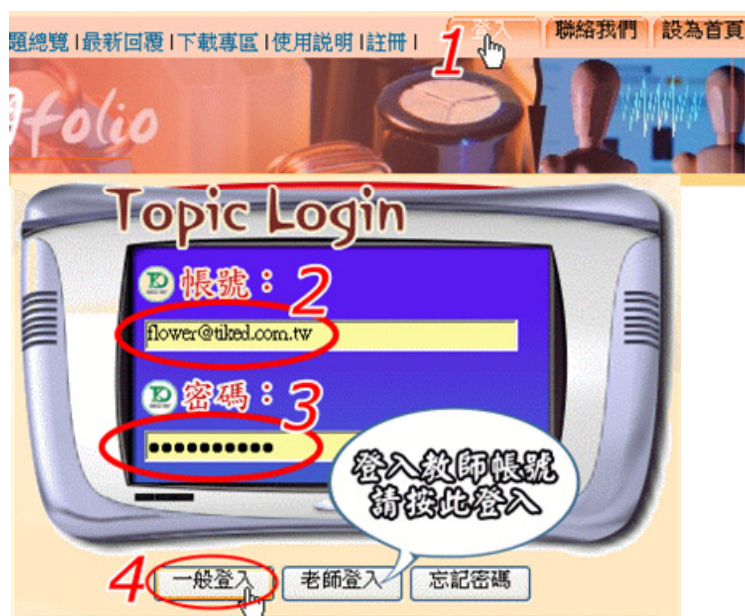 登入 聯絡我們 設為首頁
題總覽 | 最新回覆 | 下載專區 | 使用說明 | 註冊 |
1
folio
Topic Login
帳號：2
flower@tiked.com.tw
密碼：3
●●●●●●●●●●
登入教師帳號
請按此登入
4 一般登入 老師登入 忘記密碼